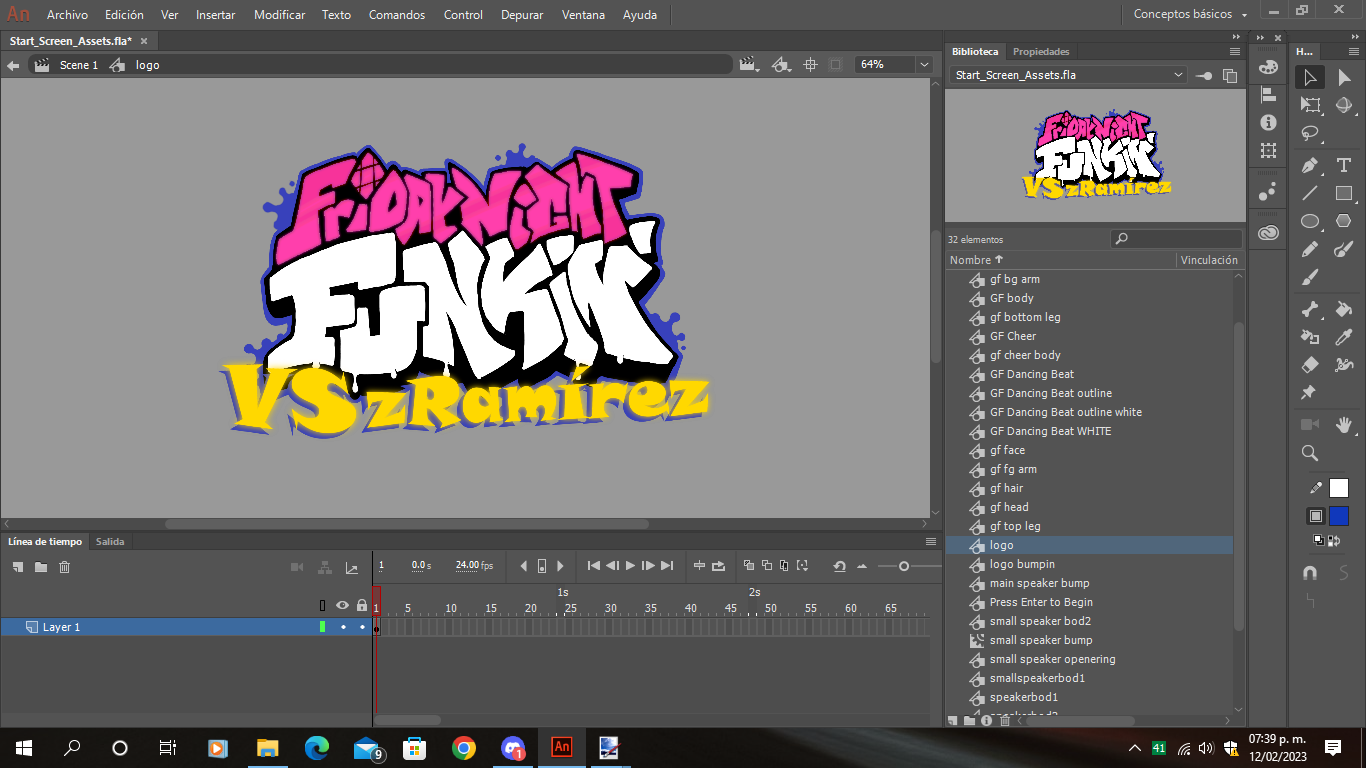 An Archivo Edición Ver Insertar Modificar Texto Comandos Control Depurar Ventana Ayuda Conceptos básicos
Start_Screen_Assets.fla*
Scene 1 logo 64%
FRIDAY NIGHT
FUNKIN'
VS zRamírez
Biblioteca Propiedades
Start_Screen_Assets.fla
FRIDAY NIGHT
FUNKIN'
VS zRamírez
32 elementos
Nombre Vinculación
gf bg arm
GF body
gf bottom leg
GF Cheer
gf cheer body
GF Dancing Beat
GF Dancing Beat outline
GF Dancing Beat outline white
GF Dancing Beat WHITE
gf face
gf fg arm
gf hair
gf head
gf top leg
logo
logo bumpin
main speaker bump
Press Enter to Begin
small speaker bod2
small speaker bump
small speaker openering
smallspeakerbod1
speakerbod1
H...
Línea de tiempo Salida
1 0.0 s 24.00 fps
1s 2s
1 5 10 15 20 25 30 35 40 45 50 55 60 65
Layer 1
9 1 An 41 07:39 p. m.
12/02/2023